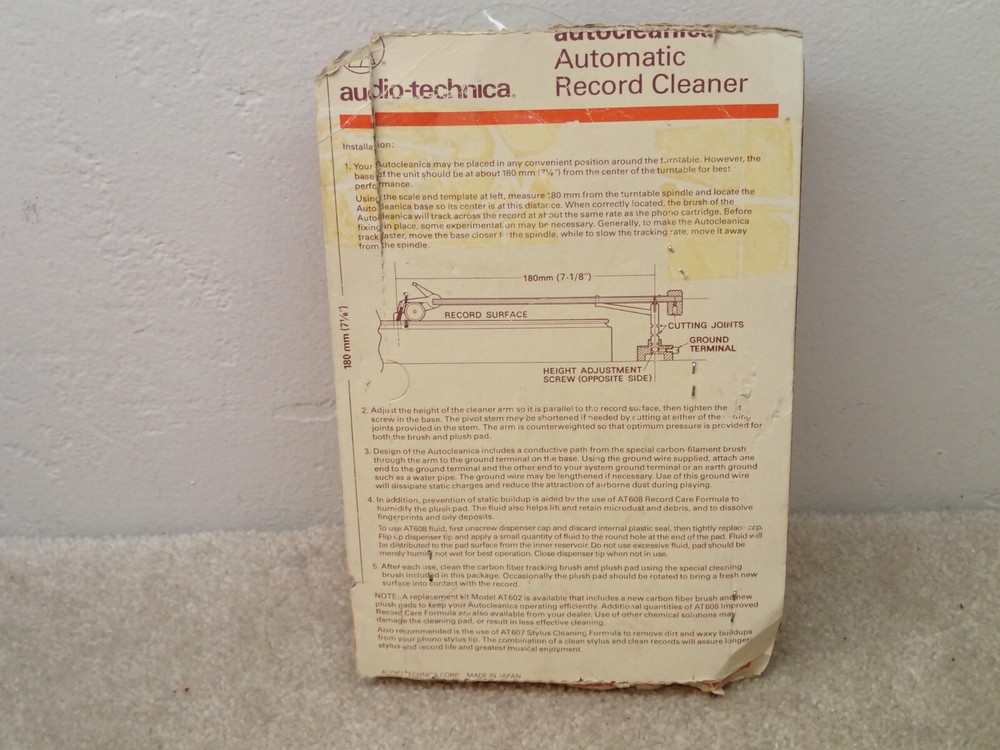 autocleanica
Automatic
audio-technica®
Record Cleaner
Installation:
1. Your Autocleanica may be placed in any convenient position around the turntable. However, the
base of the unit should be at about 180 mm (7⅛") from the center of the turntable for best
performance.
Using the scale and template at left, measure 180 mm from the turntable spindle and locate the
Autocleanica base so its center is at this distance. When correctly located, the brush of the
Autocleanica will track across the record at about the same rate as the phono cartridge. Before
fixing in place, some experimentation may be necessary. Generally, to make the Autocleanica
track faster, move the base closer to the spindle, while to slow the tracking rate, move it away
from the spindle.
180mm (7-1/8")
180 mm (7⅛")
RECORD SURFACE
CUTTING JOINTS
GROUND
TERMINAL
HEIGHT ADJUSTMENT
SCREW (OPPOSITE SIDE)
2. Adjust the height of the cleaner arm so it is parallel to the record surface, then tighten the
screw in the base. The pivot stem may be shortened if needed by cutting at either of the
joints provided in the stem. The arm is counterweighted so that optimum pressure is provided for
both the brush and plush pad.
3. Design of the Autocleanica includes a conductive path from the special carbon-filament brush
through the arm to the ground terminal on the base. Using the ground wire supplied, attach one
end to the ground terminal and the other end to your system ground terminal or an earth ground
such as a water pipe. The ground wire may be lengthened if necessary. Use of this ground wire
will dissipate static charges and reduce the attraction of airborne dust during playing.
4. In addition, prevention of static buildup is aided by the use of AT608 Record Care Formula to
humidify the plush pad. The fluid also helps lift and retain microdust and debris, and to dissolve
fingerprints and oily deposits.
To use AT608 fluid, first unscrew dispenser cap and discard internal plastic seal, then tightly replace cap.
Flip up dispenser tip and apply a small quantity of fluid to the round hole at the end of the pad. Fluid will
be distributed to the pad surface from the inner reservoir. Do not use excessive fluid, pad should be
merely humid not wet for best operation. Close dispenser tip when not in use.
5. After each use, clean the carbon fiber tracking brush and plush pad using the special cleaning
brush included in this package. Occasionally the plush pad should be rotated to bring a fresh new
surface into contact with the record.
NOTE: A replacement kit Model AT602 is available that includes a new carbon fiber brush and new
plush pads to keep your Autocleanica operating efficiently. Additional quantities of AT608 Improved
Record Care Formula are also available from your dealer. Use of other chemical solutions may
damage the cleaning pad, or result in less effective cleaning.
Also recommended is the use of AT607 Stylus Cleaning Formula to remove dirt and waxy buildups
from your phono stylus tip. The combination of a clean stylus and clean records will assure longest
stylus and record life and greatest musical enjoyment.
AUDIO-TECHNICA CORP. MADE IN JAPAN